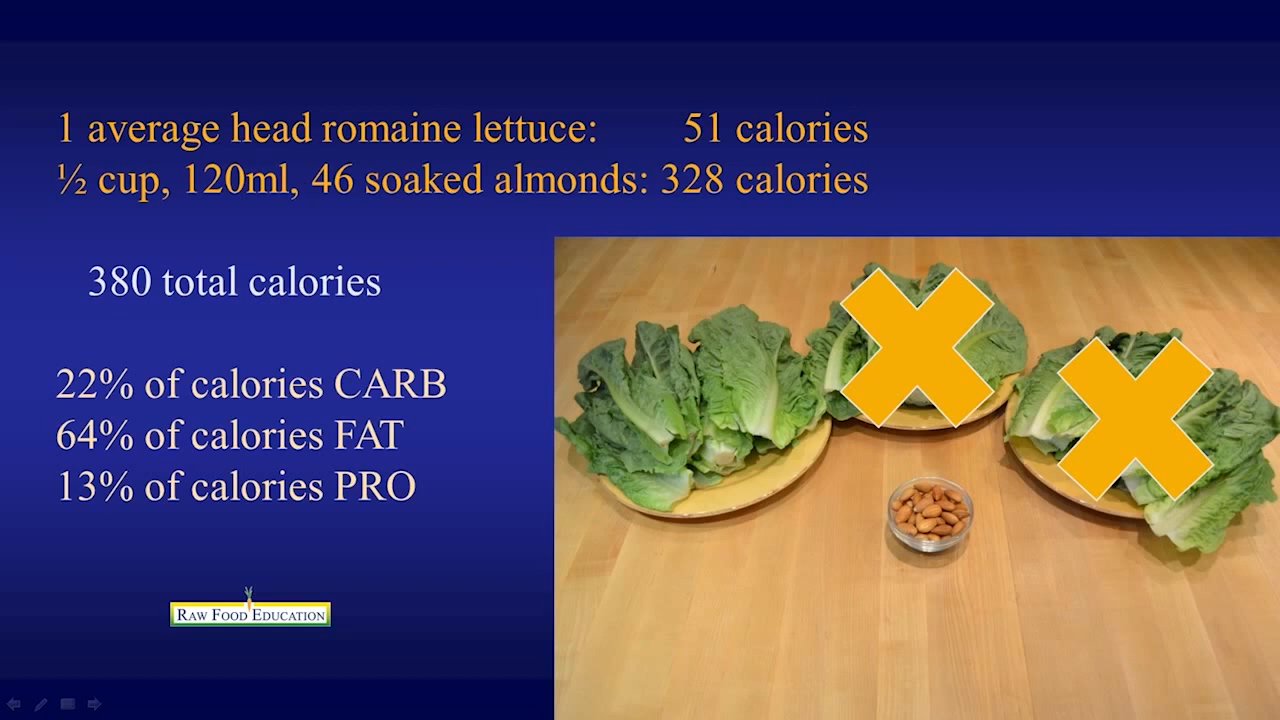 1 average head romaine lettuce: 51 calories
½ cup, 120ml, 46 soaked almonds: 328 calories
380 total calories
22% of calories CARB
64% of calories FAT
13% of calories PRO
RAW FOOD EDUCATION